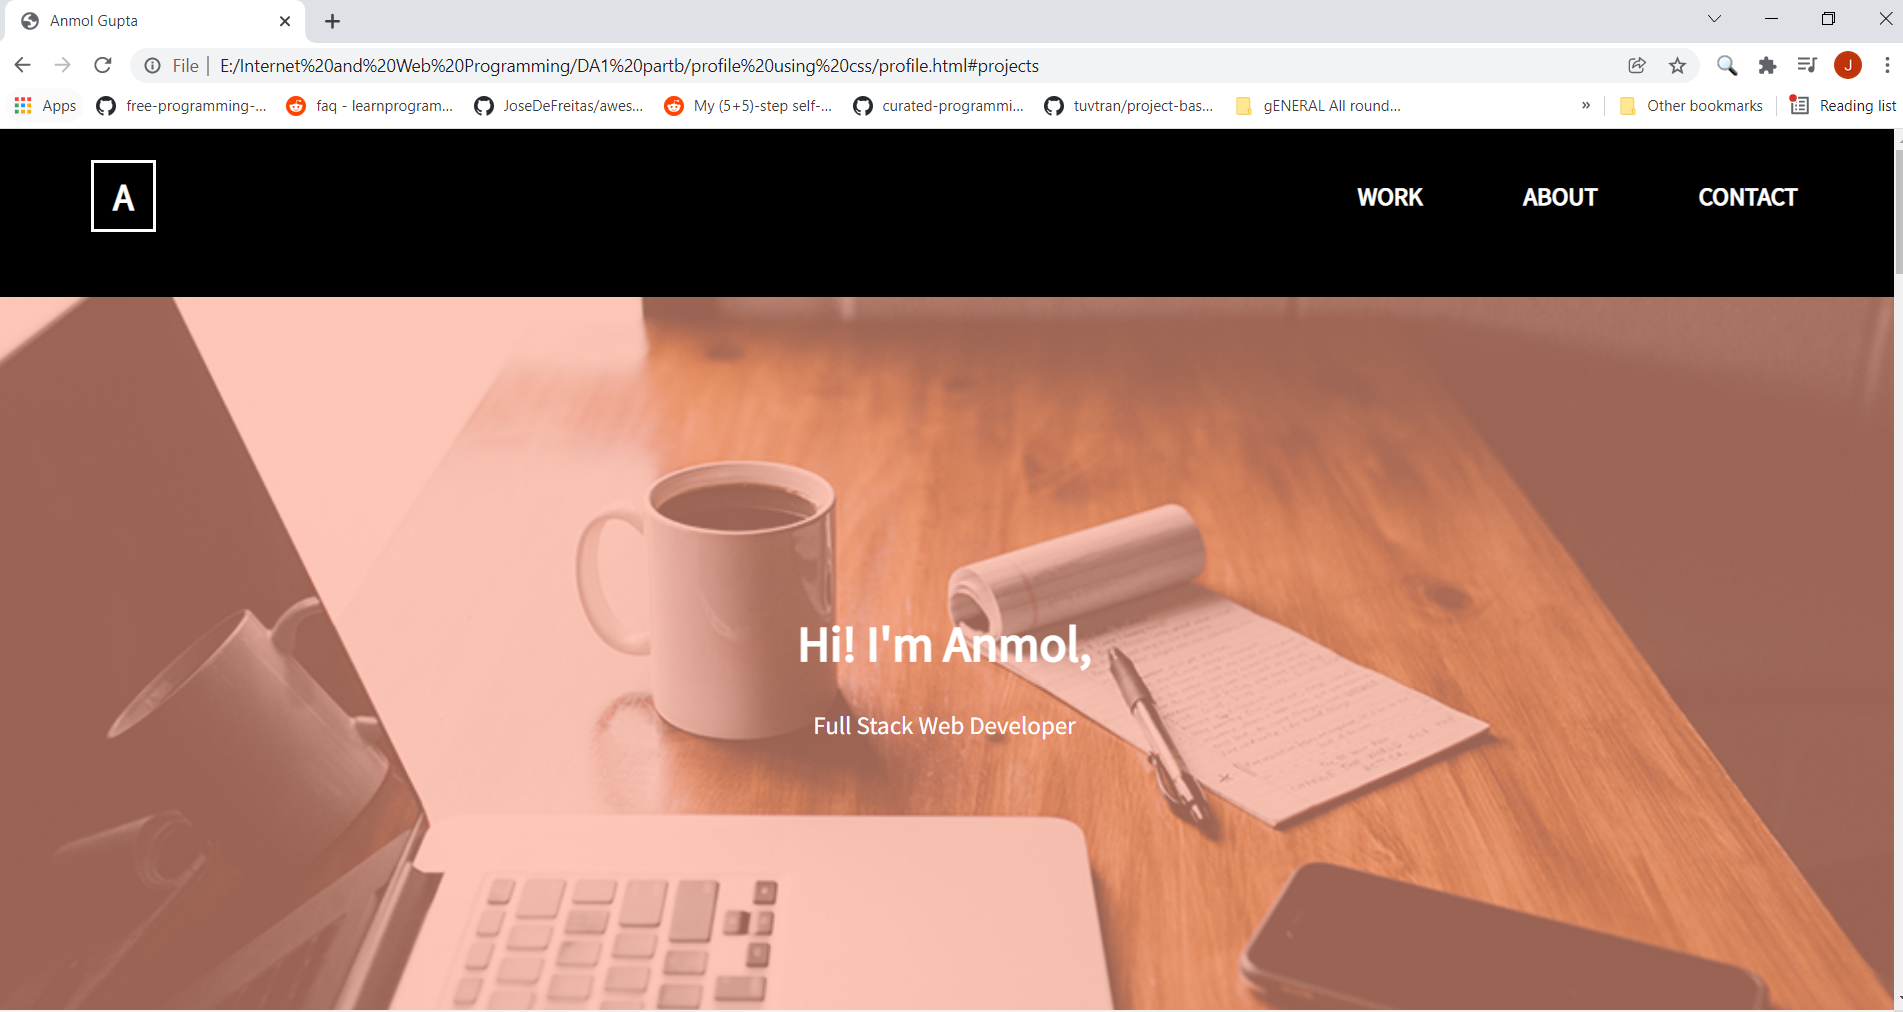 Anmol Gupta
File | E:/Internet%20and%20Web%20Programming/DA1%20partb/profile%20using%20css/profile.html#projects
J
Apps free-programming-... faq - learnprogram... JoseDeFreitas/awes... My (5+5)-step self-... curated-programmi... tuvtran/project-bas... gENERAL All round... » Other bookmarks Reading list
A WORK ABOUT CONTACT
Hi! I'm Anmol,
Full Stack Web Developer